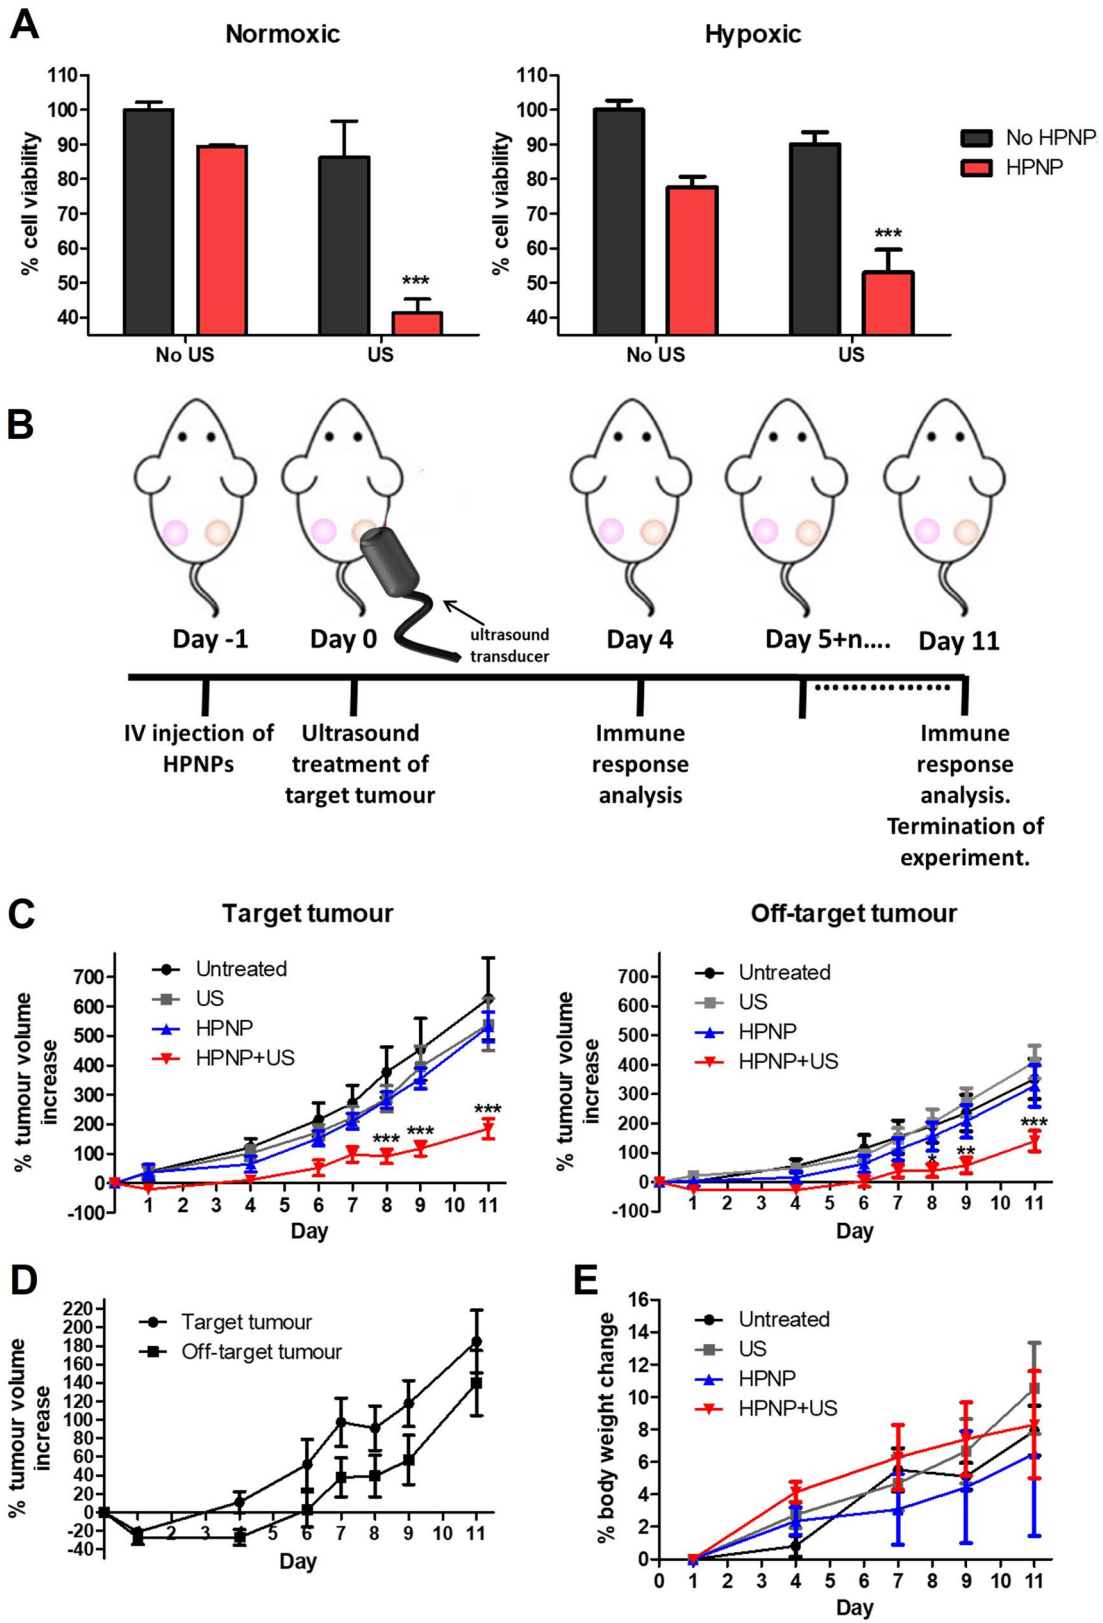 A
Normoxic
Hypoxic
% cell viability
110
100
90
80
70
60
50
40
***
No US
US
% cell viability
110
100
90
80
70
60
50
40
***
No US
US
No HPNP
HPNP
B
Day -1
Day 0
ultrasound
transducer
Day 4
Day 5+n....
Day 11
IV injection of
HPNPs
Ultrasound
treatment of
target tumour
Immune
response
analysis
Immune
response
analysis.
Termination of
experiment.
C
Target tumour
% tumour volume
increase
700
600
500
400
300
200
100
0
-100
Untreated
US
HPNP
HPNP+US
***
***
***
1 2 3 4 5 6 7 8 9 10 11
Day
Off-target tumour
% tumour volume
increase
700
600
500
400
300
200
100
0
-100
Untreated
US
HPNP
HPNP+US
*
**
***
1 2 3 4 5 6 7 8 9 10 11
Day
D
% tumour volume
increase
220
200
180
160
140
120
100
80
60
40
20
0
-20
-40
Target tumour
Off-target tumour
1 2 3 4 5 6 7 8 9 10 11
Day
E
% body weight change
16
14
12
10
8
6
4
2
0
Untreated
US
HPNP
HPNP+US
0 1 2 3 4 5 6 7 8 9 10 11
Day